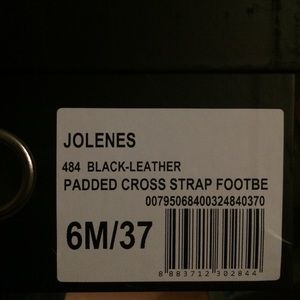 JOLENES
484 BLACK-LEATHER
PADDED CROSS STRAP FOOTBE
00795068400324840370
6M/37
8 883712 302844